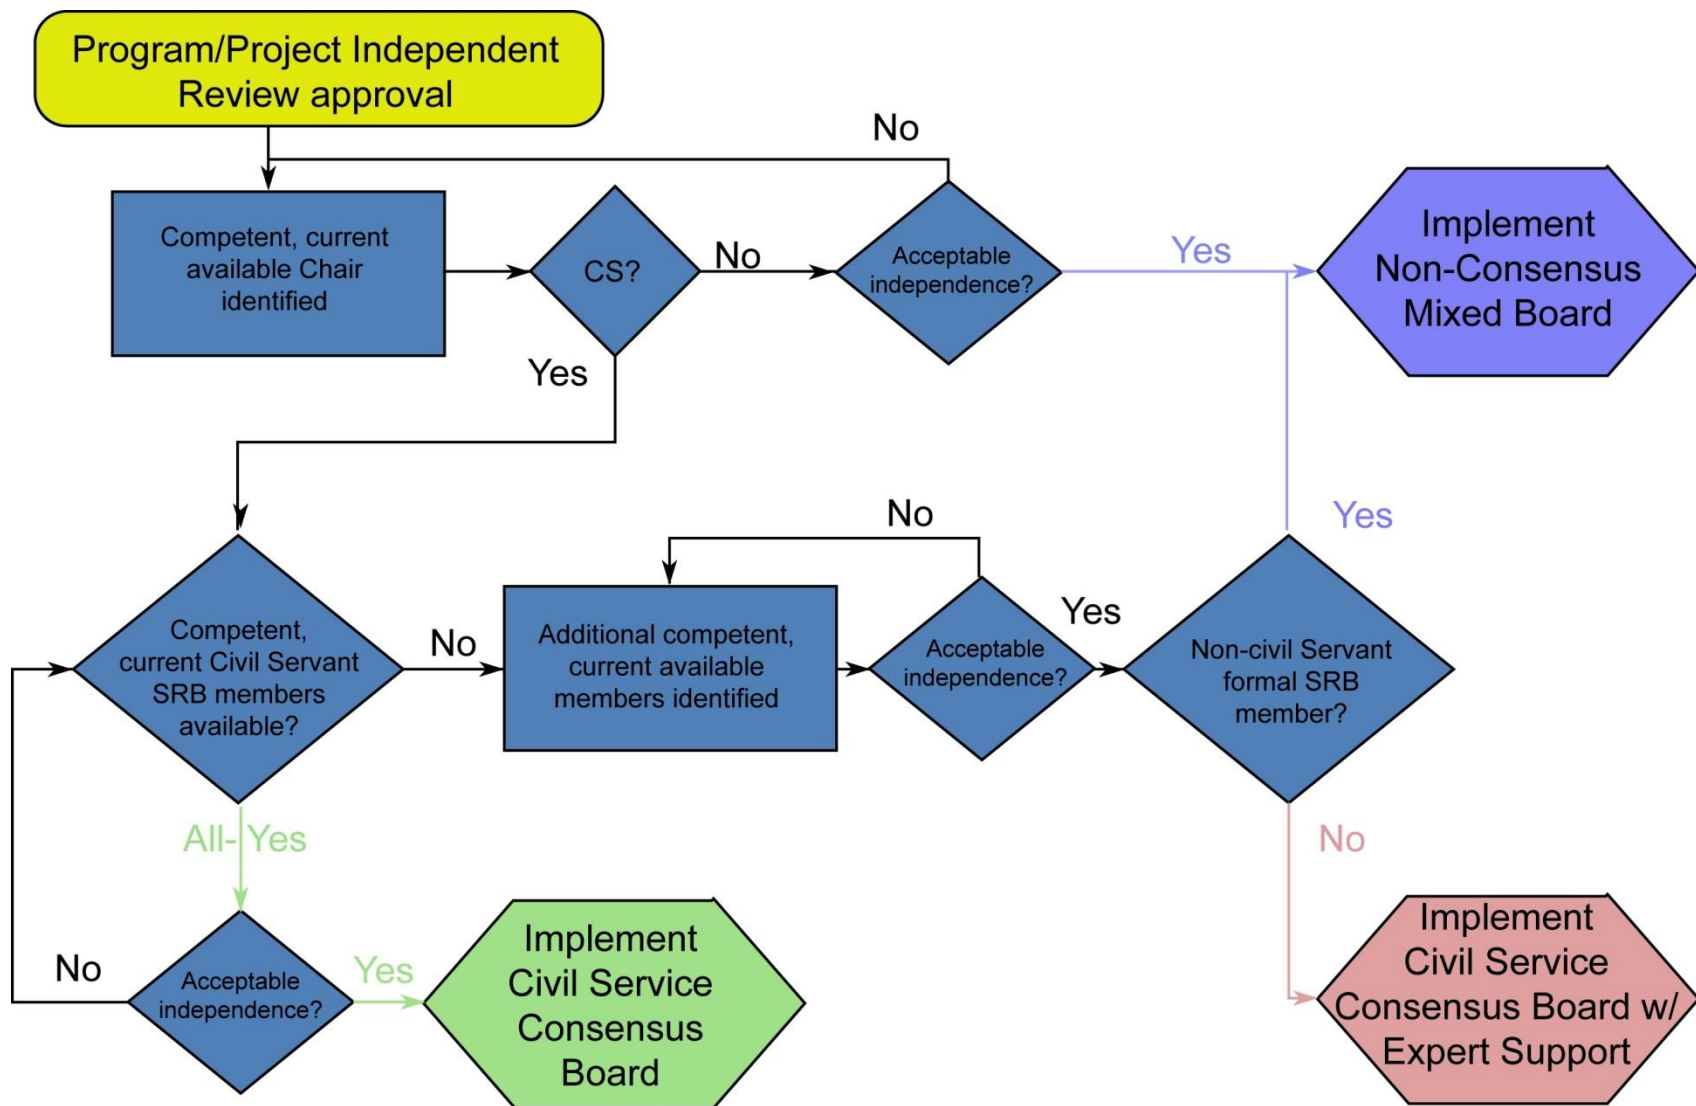 Program/Project Independent
Review approval
No
Competent, current
available Chair
identified
CS?
No
Acceptable
independence?
Yes
Implement
Non-Consensus
Mixed Board
Yes
No
Yes
Competent,
current Civil Servant
SRB members
available?
No
Additional competent,
current available
members identified
Acceptable
independence?
Yes
Non-civil Servant
formal SRB
member?
All- Yes
No
No
Acceptable
independence?
Yes
Implement
Civil Service
Consensus
Board
Implement
Civil Service
Consensus Board w/
Expert Support